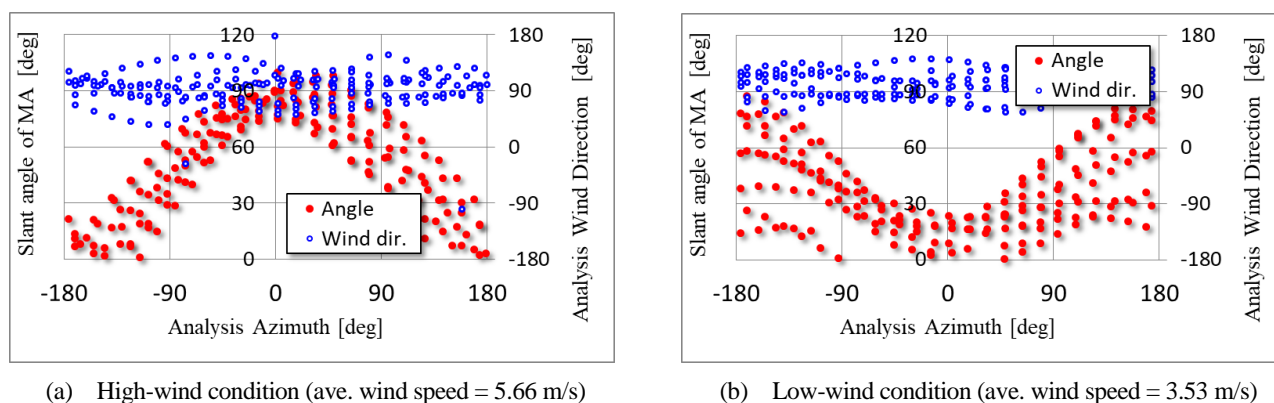 Slant angle of MA [deg]
120
90
60
30
0
180
90
0
-90
-180
Analysis Wind Direction [deg]
Angle
Wind dir.
-180 -90 0 90 180
Analysis Azimuth [deg]
(a) High-wind condition (ave. wind speed = 5.66 m/s)
Slant angle of MA [deg]
120
90
60
30
0
180
90
0
-90
-180
Analysis Wind Direction [deg]
Angle
Wind dir.
-180 -90 0 90 180
Analysis Azimuth [deg]
(b) Low-wind condition (ave. wind speed = 3.53 m/s)